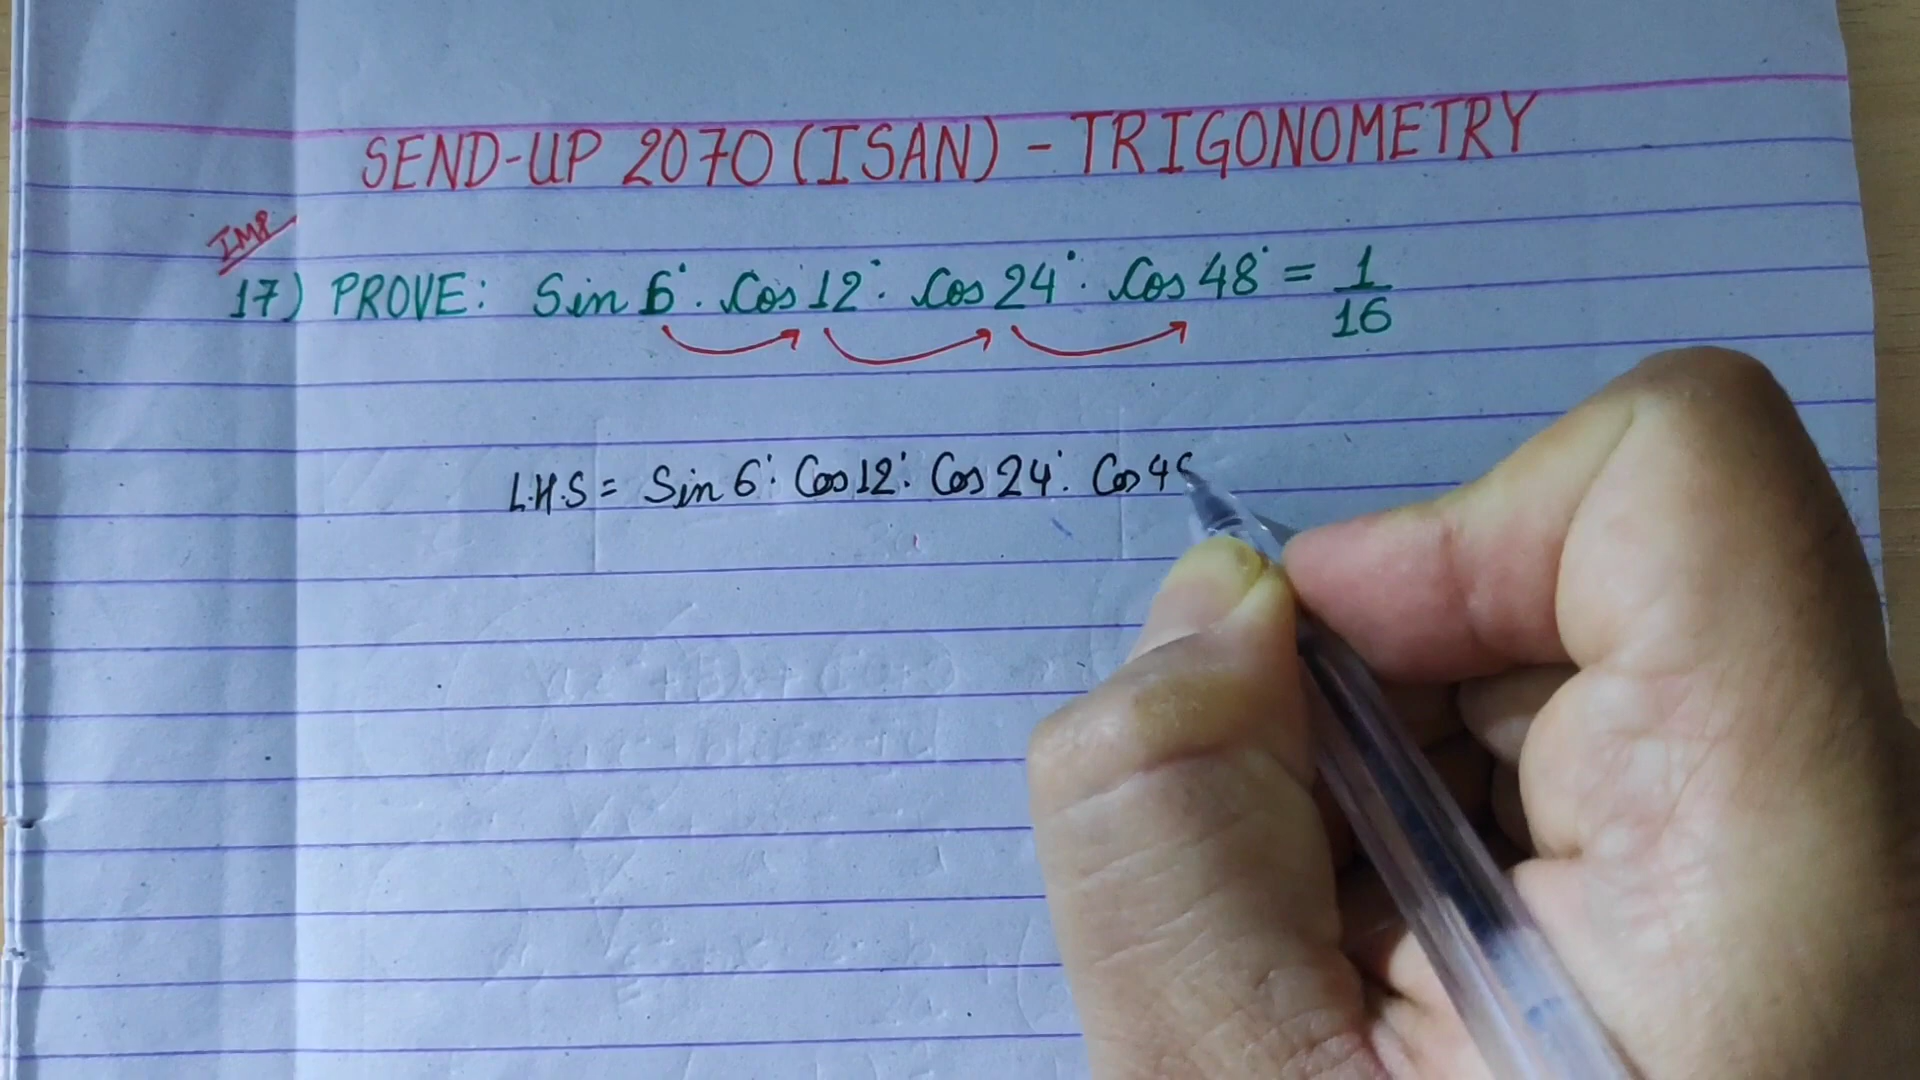 SEND-UP 2070 (ISAN) - TRIGONOMETRY
IMP
17) PROVE: Sin 6° · Cos 12° · Cos 24° · Cos 48° = 1/16
L.H.S = Sin 6° · Cos 12° · Cos 24° · Cos